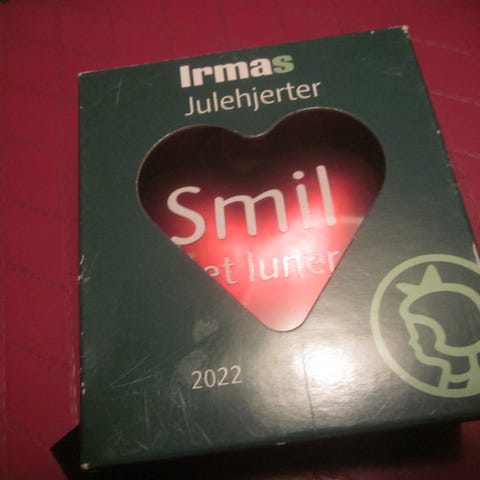 Irmas
Julehjerter
Smil
et luner
2022